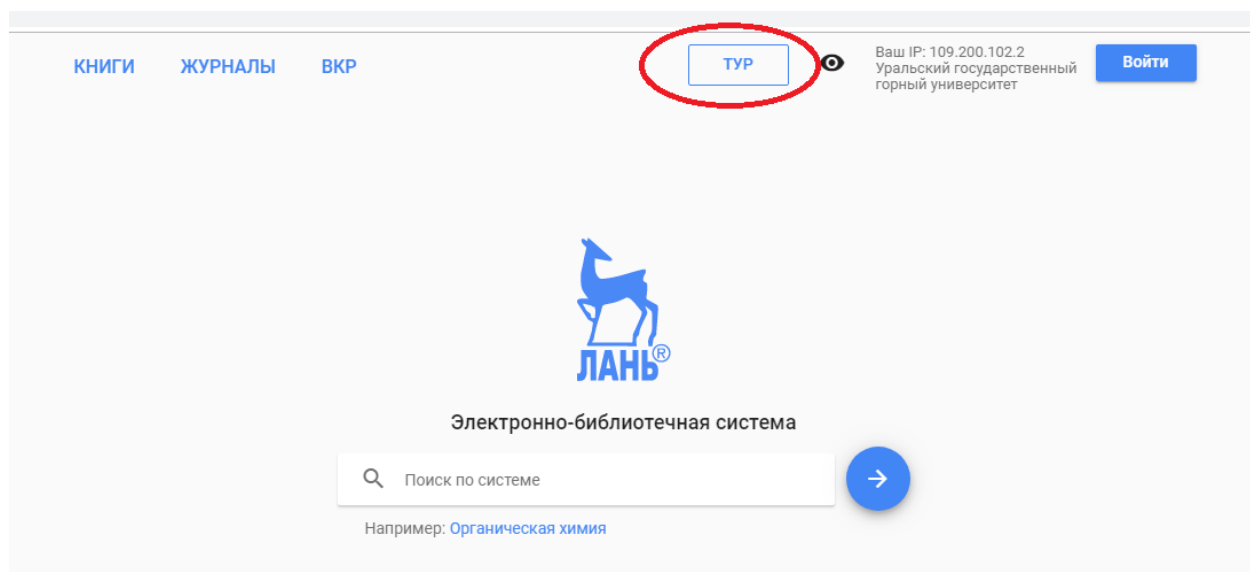 КНИГИ ЖУРНАЛЫ ВКР ТУР Ваш IP: 109.200.102.2 Войти
Уральский государственный
горный университет
ЛАНЬ®
Электронно-библиотечная система
Поиск по системе
Например: Органическая химия